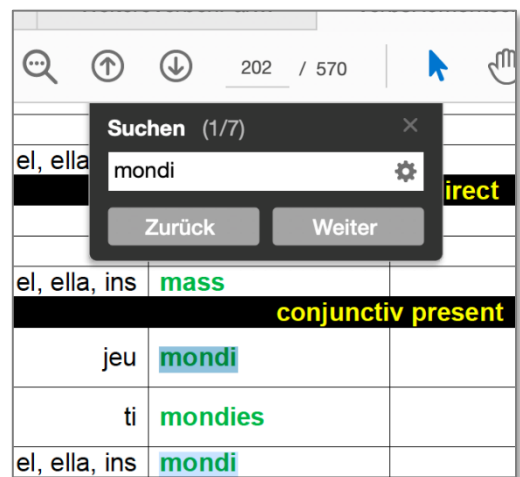 202 / 570
Suchen (1/7)
mondi
Zurück Weiter
el, ella
irect
el, ella, ins mass
conjunctiv present
jeu mondi
ti mondies
el, ella, ins mondi